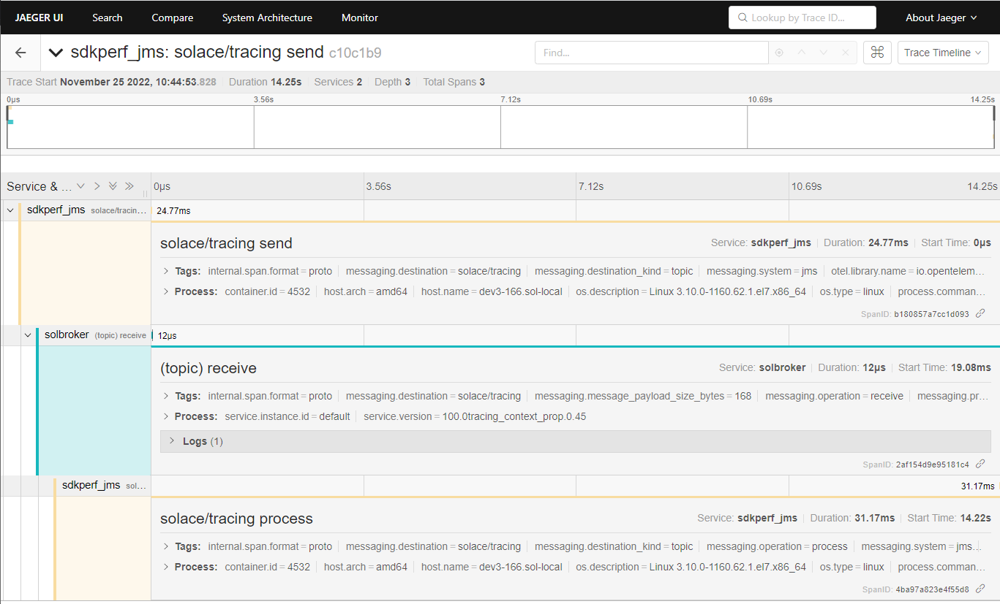 JAEGER UI Search Compare System Architecture Monitor Lookup by Trace ID... About Jaeger
sdkperf_jms: solace/tracing send c10c1b9 Find... ⌘ Trace Timeline
Trace Start November 25 2022, 10:44:53.828 Duration 14.25s Services 2 Depth 3 Total Spans 3
0μs 3.56s 7.12s 10.69s 14.25s
Service & ... 0μs 3.56s 7.12s 10.69s 14.25s
sdkperf_jms solace/tracin... 24.77ms
solace/tracing send Service: sdkperf_jms Duration: 24.77ms Start Time: 0μs
Tags: internal.span.format = proto messaging.destination = solace/tracing messaging.destination_kind = topic messaging.system = jms otel.library.name = io.opentelem...
Process: container.id = 4532 host.arch = amd64 host.name = dev3-166.sol-local os.description = Linux 3.10.0-1160.62.1.el7.x86_64 os.type = linux process.comman...
SpanID: b180857a7cc1d093
solbroker (topic) receive 12μs
(topic) receive Service: solbroker Duration: 12μs Start Time: 19.08ms
Tags: internal.span.format = proto messaging.destination = solace/tracing messaging.message_payload_size_bytes = 168 messaging.operation = receive messaging.pr...
Process: service.instance.id = default service.version = 100.0tracing_context_prop.0.45
Logs (1)
SpanID: 2af154d9e95181c4
sdkperf_jms sol... 31.17ms
solace/tracing process Service: sdkperf_jms Duration: 31.17ms Start Time: 14.22s
Tags: internal.span.format = proto messaging.destination = solace/tracing messaging.destination_kind = topic messaging.operation = process messaging.system = jms...
Process: container.id = 4532 host.arch = amd64 host.name = dev3-166.sol-local os.description = Linux 3.10.0-1160.62.1.el7.x86_64 os.type = linux process.comman...
SpanID: 4ba97a823e4f55d8